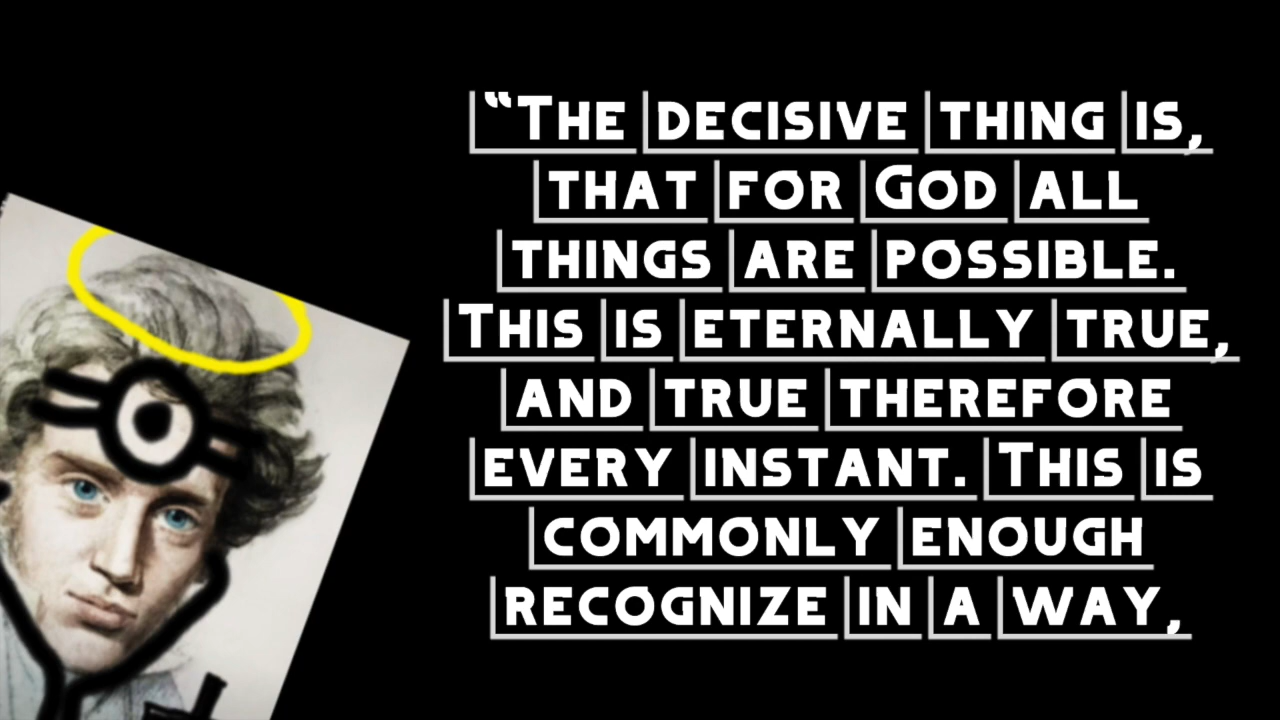 “The decisive thing is,
that for God all
things are possible.
This is eternally true,
and true therefore
every instant. This is
commonly enough
recognize in a way,